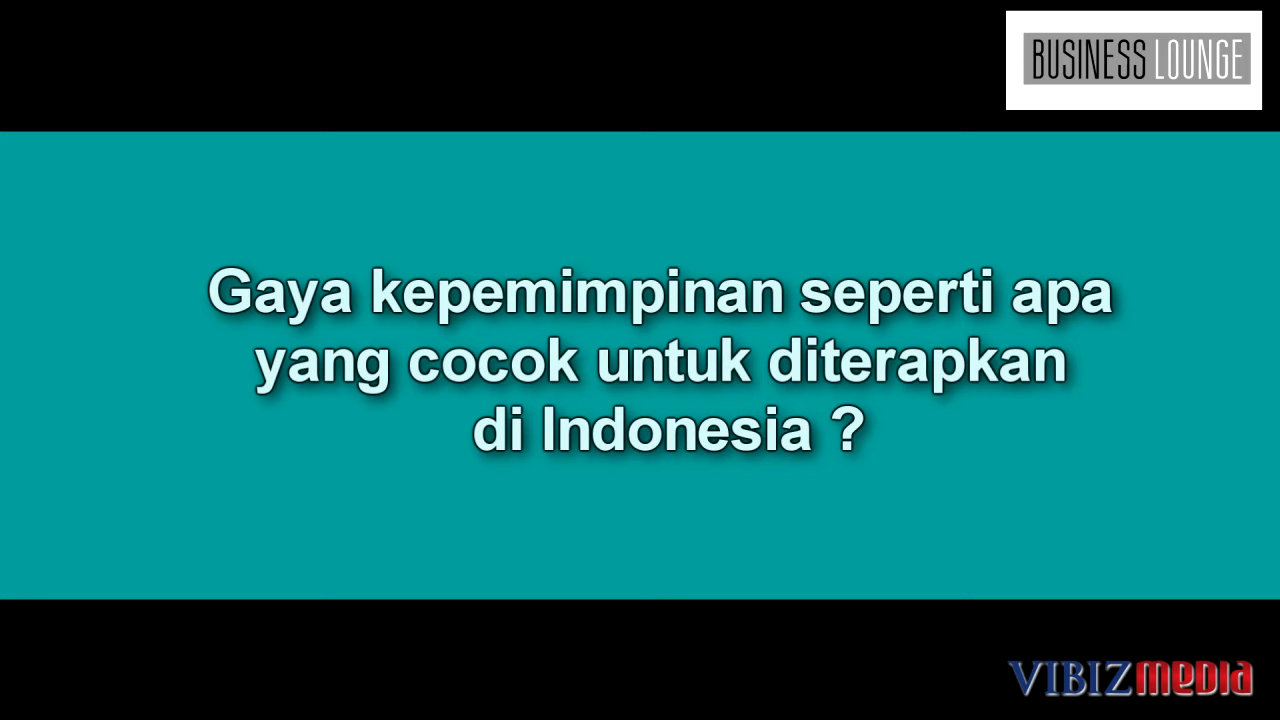 BUSINESS LOUNGE
Gaya kepemimpinan seperti apa
yang cocok untuk diterapkan
di Indonesia ?
VIBIZMEDIA